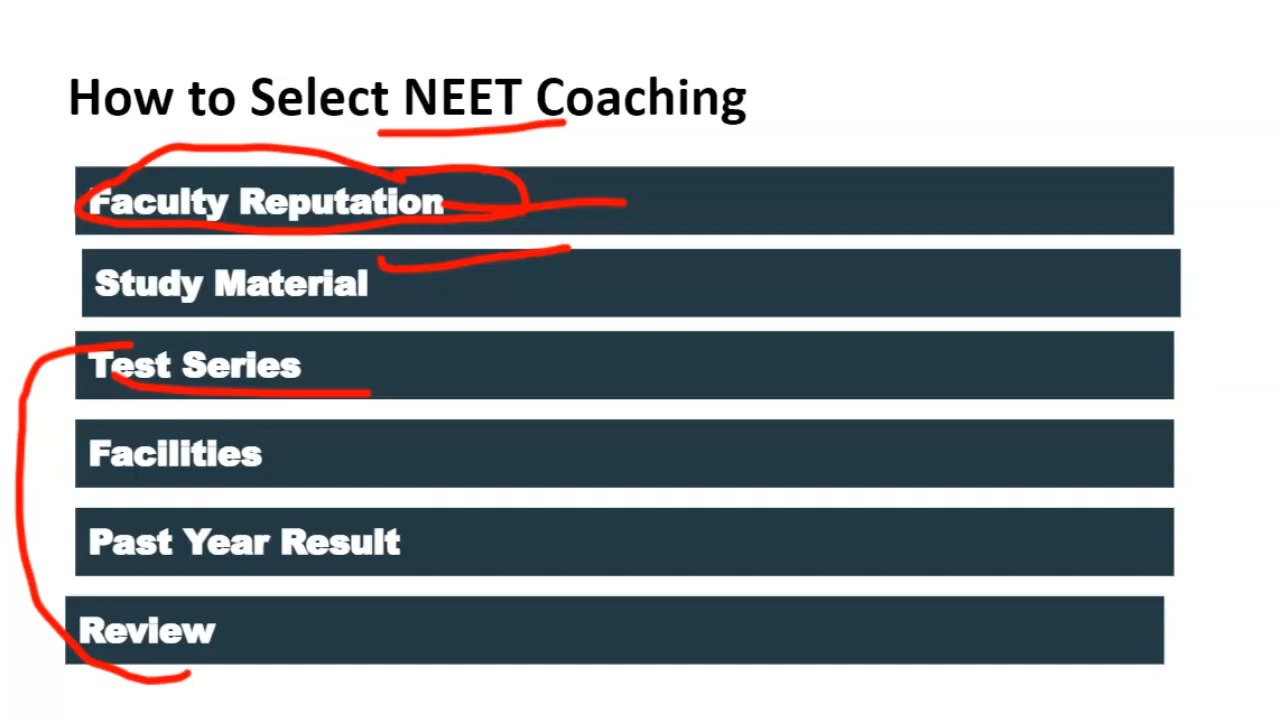 How to Select NEET Coaching
Faculty Reputation
Study Material
Test Series
Facilities
Past Year Result
Review